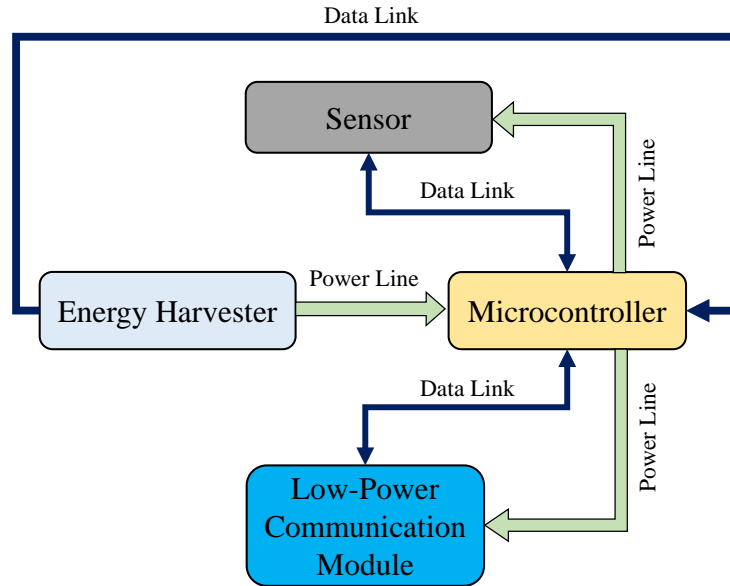 Data Link
Sensor
Data Link
Power Line
Power Line
Energy Harvester
Microcontroller
Data Link
Power Line
Low-Power
Communication
Module